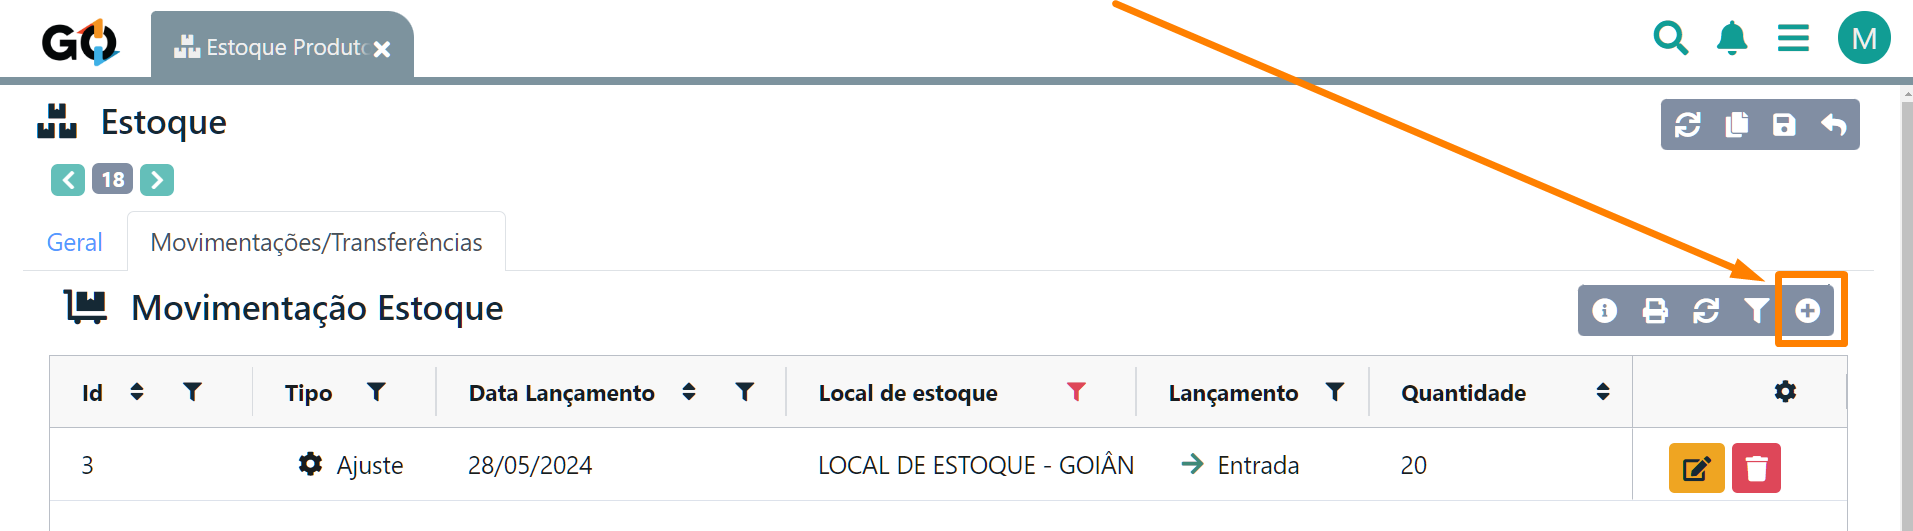 GO
Estoque Produto
M
Estoque
18
Geral
Movimentações/Transferências
Movimentação Estoque
Id Tipo Data Lançamento Local de estoque Lançamento Quantidade
3 Ajuste 28/05/2024 LOCAL DE ESTOQUE - GOIÂN Entrada 20